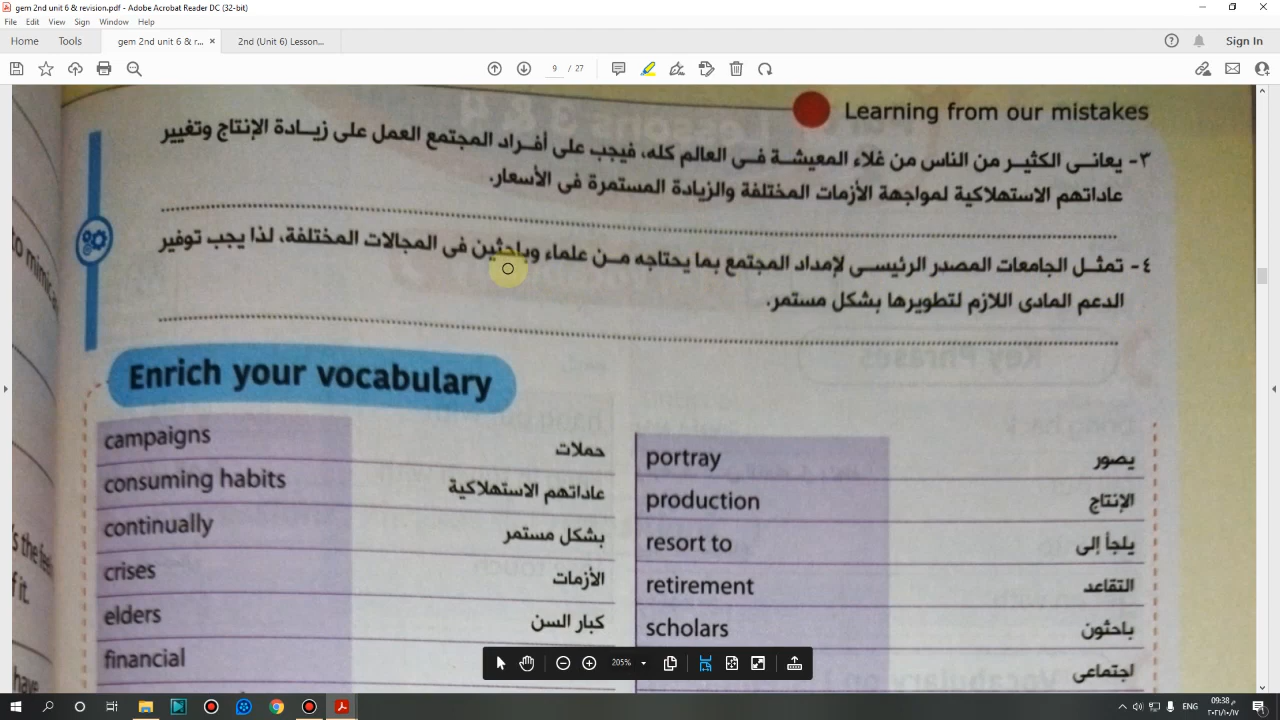 gem 2nd unit 6 & revision.pdf - Adobe Acrobat Reader DC (32-bit)
File Edit View Sign Window Help
Home Tools gem 2nd unit 6 & r... × 2nd (Unit 6) Lesson... Sign In
9 / 27
Learning from our mistakes
٣- يعانى الكثير من الناس من غلاء المعيشة فى العالم كله، فيجب على أفراد المجتمع العمل على زيادة الإنتاج وتغيير
عاداتهم الاستهلاكية لمواجهة الأزمات المختلفة والزيادة المستمرة فى الأسعار.
٤- تمثل الجامعات المصدر الرئيسى لإمداد المجتمع بما يحتاجه من علماء وباحثين فى المجالات المختلفة، لذا يجب توفير
الدعم المادى اللازم لتطويرها بشكل مستمر.
to mimic
Enrich your vocabulary
campaigns حملات
consuming habits عاداتهم الاستهلاكية
continually بشكل مستمر
crises الأزمات
elders كبار السن
financial
portray يصور
production الإنتاج
resort to يلجأ إلى
retirement التقاعد
scholars باحثون
اجتماعى
f it.
have
205%
ENG
09:38 م